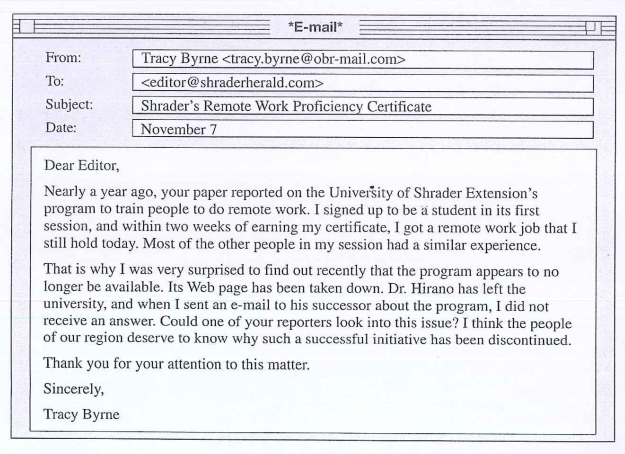 *E-mail*
From: Tracy Byrne <tracy.byrne@obr-mail.com>
To: <editor@shraderherald.com>
Subject: Shrader's Remote Work Proficiency Certificate
Date: November 7
Dear Editor,
Nearly a year ago, your paper reported on the University of Shrader Extension's
program to train people to do remote work. I signed up to be a student in its first
session, and within two weeks of earning my certificate, I got a remote work job that I
still hold today. Most of the other people in my session had a similar experience.
That is why I was very surprised to find out recently that the program appears to no
longer be available. Its Web page has been taken down. Dr. Hirano has left the
university, and when I sent an e-mail to his successor about the program, I did not
receive an answer. Could one of your reporters look into this issue? I think the people
of our region deserve to know why such a successful initiative has been discontinued.
Thank you for your attention to this matter.
Sincerely,
Tracy Byrne